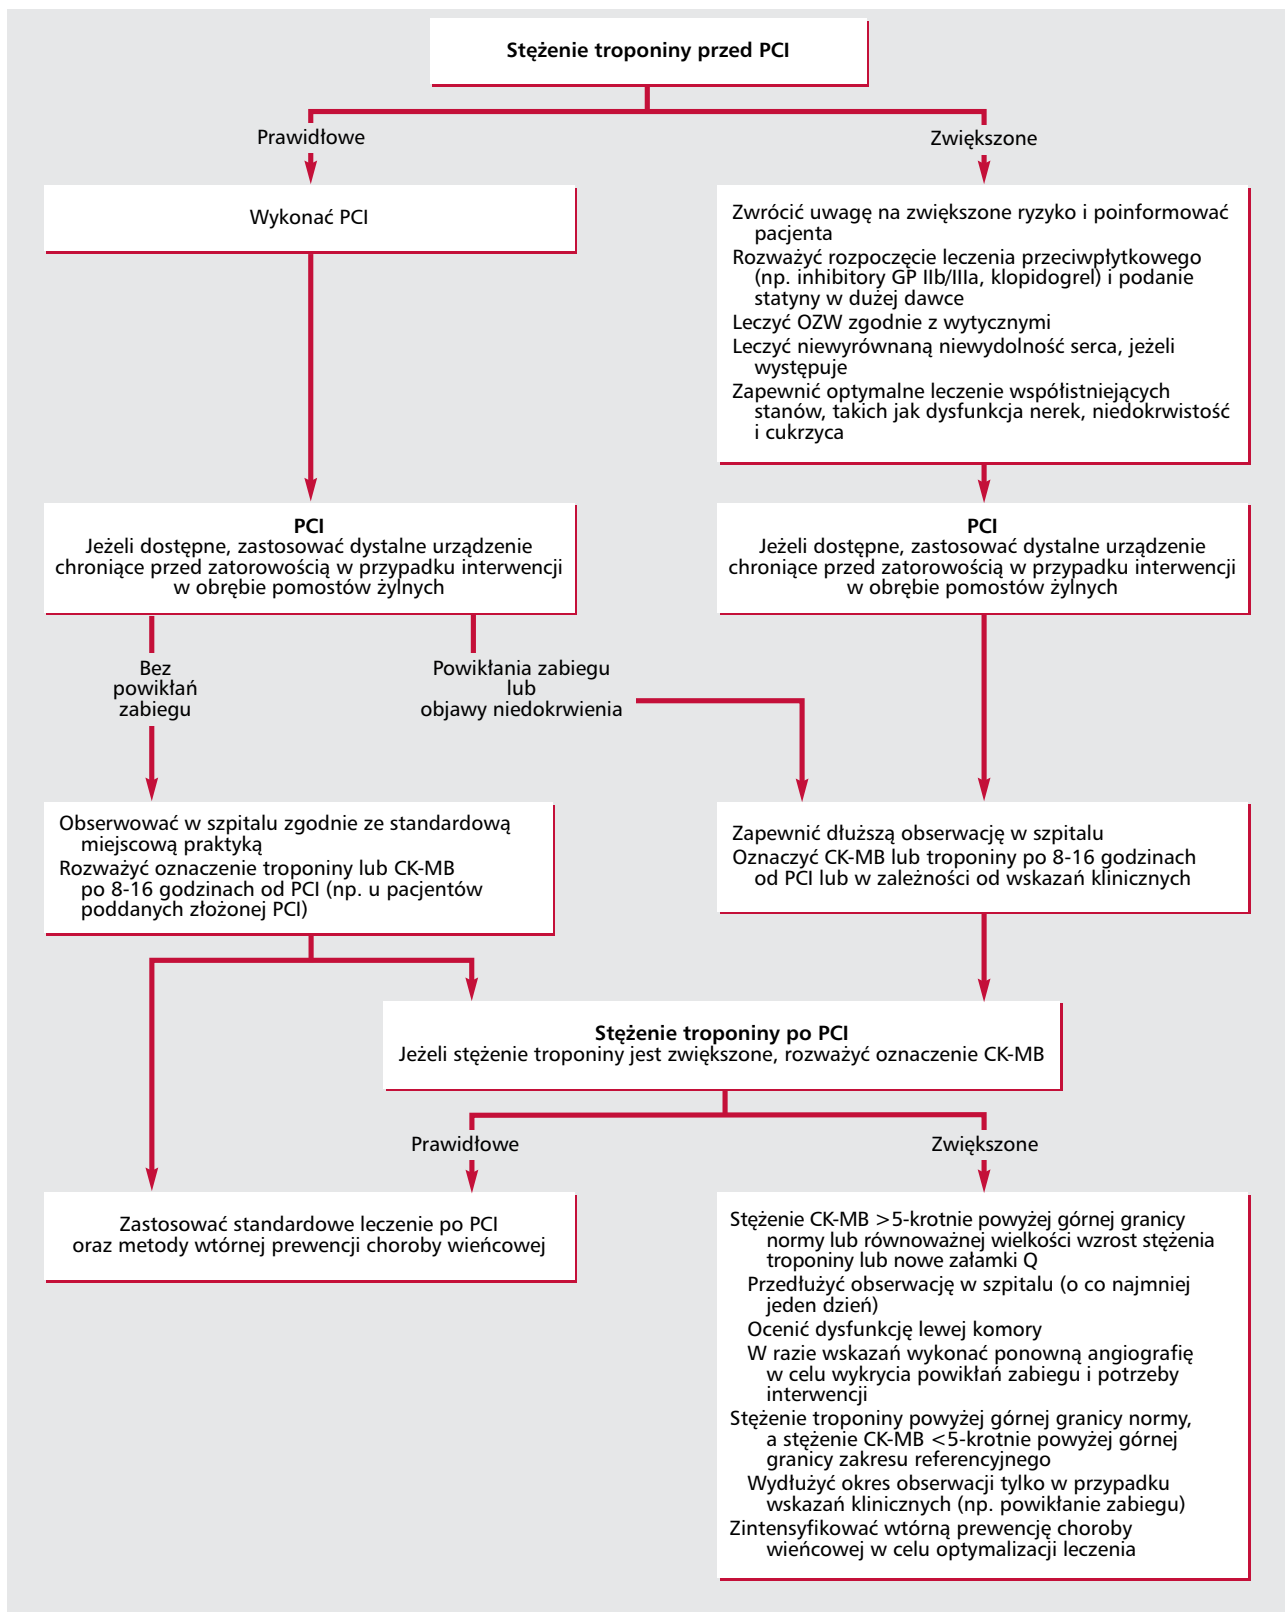 Stężenie troponiny przed PCI
Prawidłowe
Zwiększone
Wykonać PCI
Zwrócić uwagę na zwiększone ryzyko i poinformować
pacjenta
Rozważyć rozpoczęcie leczenia przeciwpłytkowego
(np. inhibitory GP IIb/IIIa, klopidogrel) i podanie
statyny w dużej dawce
Leczyć OZW zgodnie z wytycznymi
Leczyć niewyrównaną niewydolność serca, jeżeli
występuje
Zapewnić optymalne leczenie współistniejących
stanów, takich jak dysfunkcja nerek, niedokrwistość
i cukrzyca
PCI
Jeżeli dostępne, zastosować dystalne urządzenie
chroniące przed zatorowością w przypadku interwencji
w obrębie pomostów żylnych
PCI
Jeżeli dostępne, zastosować dystalne urządzenie
chroniące przed zatorowością w przypadku interwencji
w obrębie pomostów żylnych
Bez
powikłań
zabiegu
Powikłania zabiegu
lub
objawy niedokrwienia
Obserwować w szpitalu zgodnie ze standardową
miejscową praktyką
Rozważyć oznaczenie troponiny lub CK-MB
po 8-16 godzinach od PCI (np. u pacjentów
poddanych złożonej PCI)
Zapewnić dłuższą obserwację w szpitalu
Oznaczyć CK-MB lub troponiny po 8-16 godzinach
od PCI lub w zależności od wskazań klinicznych
Stężenie troponiny po PCI
Jeżeli stężenie troponiny jest zwiększone, rozważyć oznaczenie CK-MB
Prawidłowe
Zwiększone
Zastosować standardowe leczenie po PCI
oraz metody wtórnej prewencji choroby wieńcowej
Stężenie CK-MB >5-krotnie powyżej górnej granicy
normy lub równoważnej wielkości wzrost stężenia
troponiny lub nowe załamki Q
Przedłużyć obserwację w szpitalu (o co najmniej
jeden dzień)
Ocenić dysfunkcję lewej komory
W razie wskazań wykonać ponowną angiografię
w celu wykrycia powikłań zabiegu i potrzeby
interwencji
Stężenie troponiny powyżej górnej granicy normy,
a stężenie CK-MB <5-krotnie powyżej górnej
granicy zakresu referencyjnego
Wydłużyć okres obserwacji tylko w przypadku
wskazań klinicznych (np. powikłanie zabiegu)
Zintensyfikować wtórną prewencję choroby
wieńcowej w celu optymalizacji leczenia